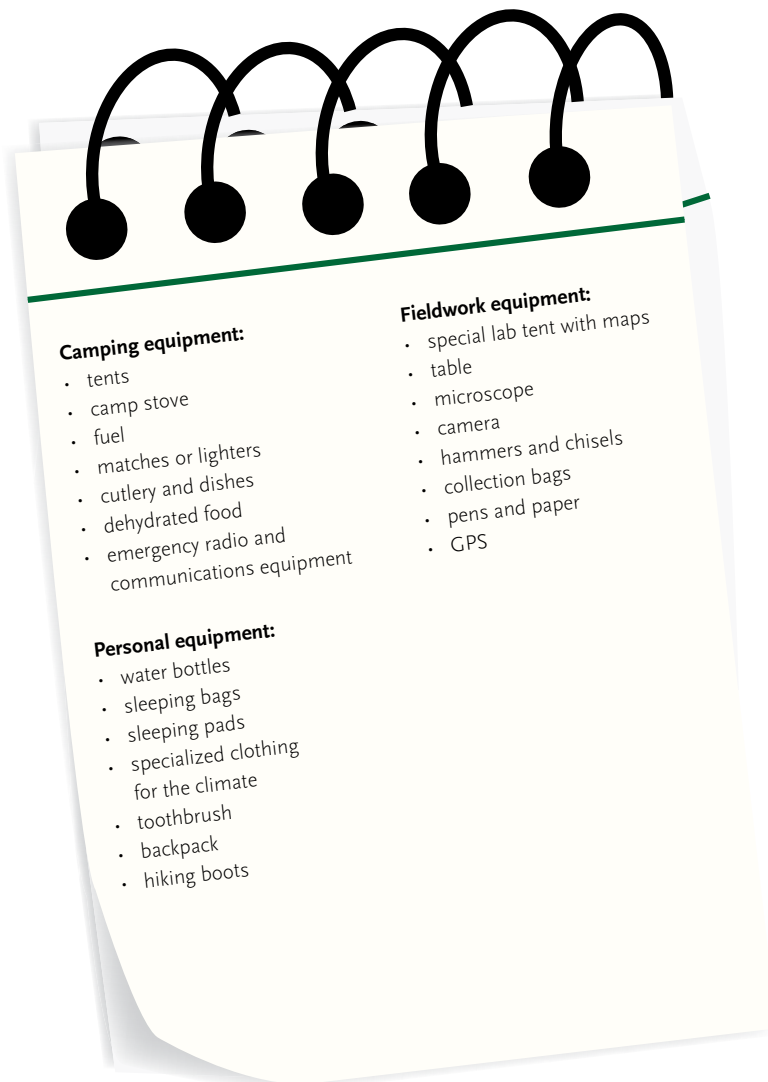 Camping equipment:
• tents
• camp stove
• fuel
• matches or lighters
• cutlery and dishes
• dehydrated food
• emergency radio and
communications equipment
Personal equipment:
• water bottles
• sleeping bags
• sleeping pads
• specialized clothing
for the climate
• toothbrush
• backpack
• hiking boots
Fieldwork equipment:
• special lab tent with maps
• table
• microscope
• camera
• hammers and chisels
• collection bags
• pens and paper
• GPS